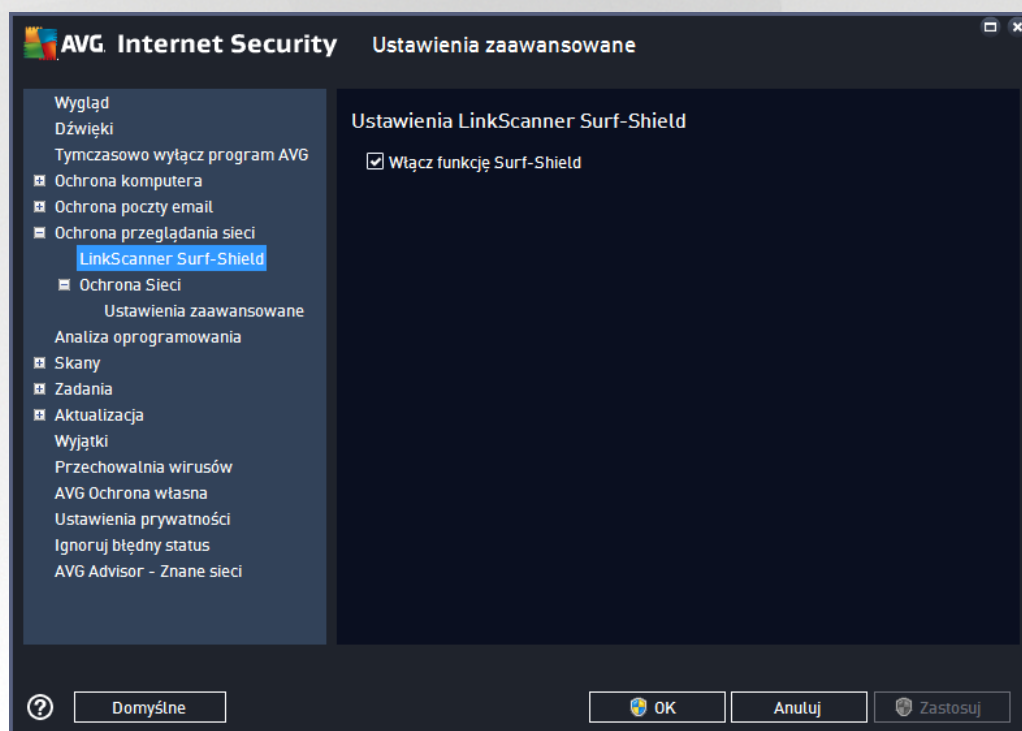 AVG. Internet Security Ustawienia zaawansowane
Wygląd
Dźwięki
Tymczasowo wyłącz program AVG
Ochrona komputera
Ochrona poczty email
Ochrona przeglądania sieci
LinkScanner Surf-Shield
Ochrona Sieci
Ustawienia zaawansowane
Analiza oprogramowania
Skany
Zadania
Aktualizacja
Wyjątki
Przechowalnia wirusów
AVG Ochrona własna
Ustawienia prywatności
Ignoruj błędny status
AVG Advisor - Znane sieci
Ustawienia LinkScanner Surf-Shield
Włącz funkcję Surf-Shield
? Domyślne OK Anuluj Zastosuj